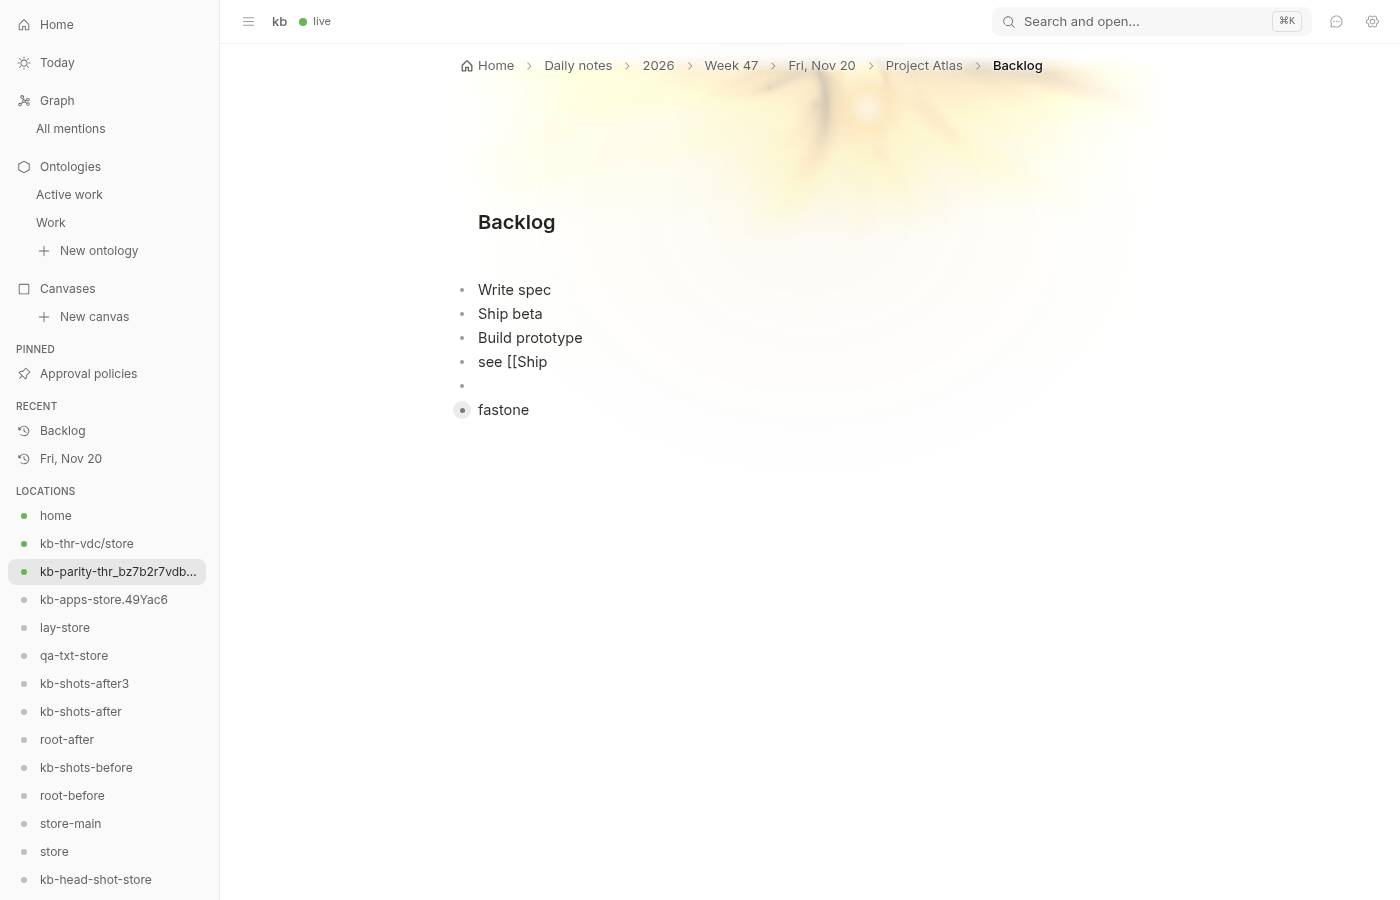 Home
Today
Graph
All mentions
Ontologies
Active work
Work
New ontology
Canvases
New canvas
PINNED
Approval policies
RECENT
Backlog
Fri, Nov 20
LOCATIONS
home
kb-thr-vdc/store
kb-parity-thr_bz7b2r7vdb...
kb-apps-store.49Yac6
lay-store
qa-txt-store
kb-shots-after3
kb-shots-after
root-after
kb-shots-before
root-before
store-main
store
kb-head-shot-store
kb live
Search and open... ⌘K
Home > Daily notes > 2026 > Week 47 > Fri, Nov 20 > Project Atlas > Backlog
Backlog
Write spec
Ship beta
Build prototype
see [[Ship
fastone